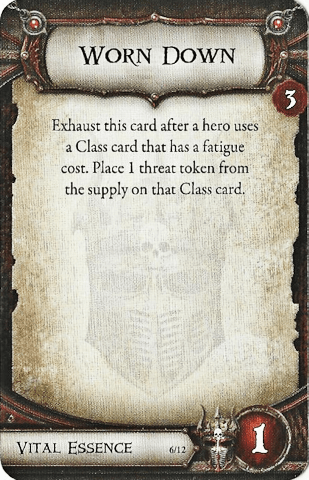 Worn Down
3
Exhaust this card after a hero uses
a Class card that has a fatigue
cost. Place 1 threat token from
the supply on that Class card.
Vital Essence
6/12
1